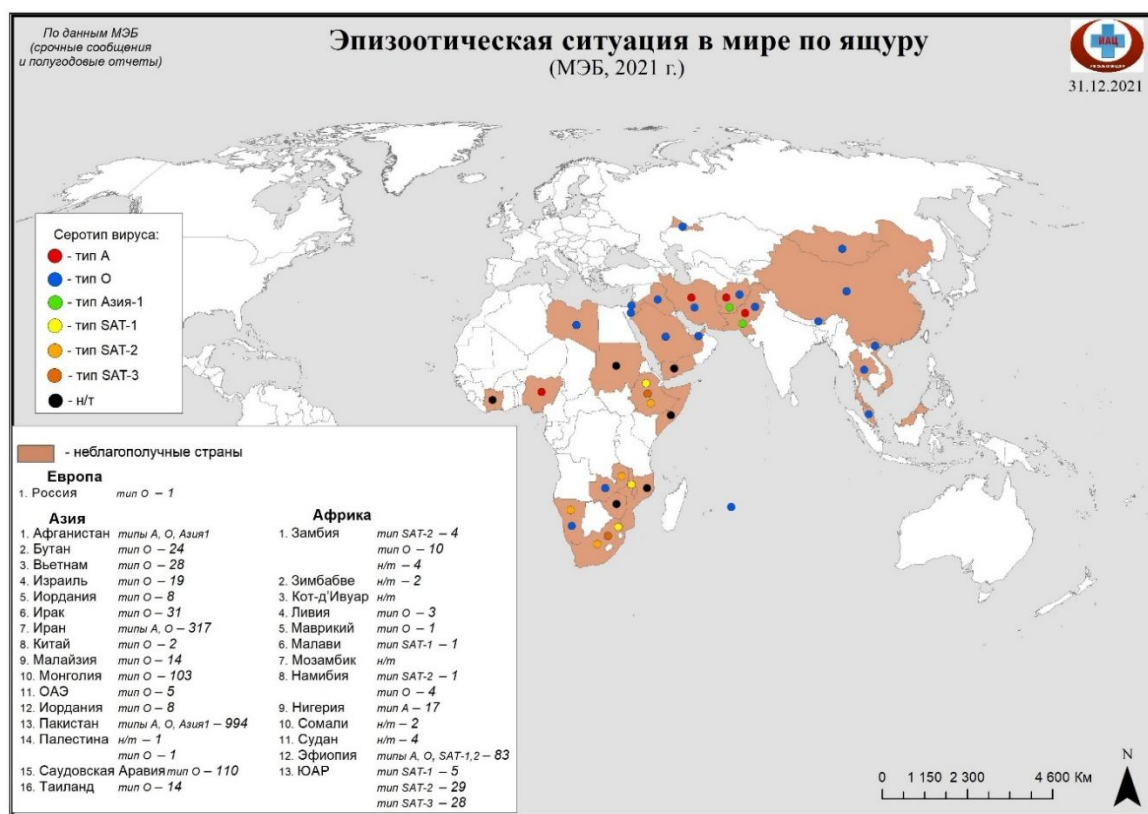 По данным МЭБ
(срочные сообщения
и полугодовые отчеты)
Эпизоотическая ситуация в мире по ящуру
(МЭБ, 2021 г.)
ИАЦ
31.12.2021
Серотип вируса:
- тип А
- тип О
- тип Азия-1
- тип SAT-1
- тип SAT-2
- тип SAT-3
- н/т
- неблагополучные страны
Европа
1. Россия тип О – 1
Азия
1. Афганистан типы А, О, Азия1
2. Бутан тип О – 24
3. Вьетнам тип О – 28
4. Израиль тип О – 19
5. Иордания тип О – 8
6. Ирак тип О – 31
7. Иран типы А, О – 317
8. Китай тип О – 2
9. Малайзия тип О – 14
10. Монголия тип О – 103
11. ОАЭ тип О – 5
12. Иордания тип О – 8
13. Пакистан типы А, О, Азия1 – 994
14. Палестина н/т – 1
тип О – 1
15. Саудовская Аравия тип О – 110
16. Таиланд тип О – 14
Африка
1. Замбия тип SAT-2 – 4
тип О – 10
н/т – 4
2. Зимбабве н/т – 2
3. Кот-д'Ивуар н/т
4. Ливия тип О – 3
5. Маврикий тип О – 1
6. Малави тип SAT-1 – 1
7. Мозамбик н/т
8. Намибия тип SAT-2 – 1
тип О – 4
9. Нигерия тип А – 17
10. Сомали н/т – 2
11. Судан н/т – 4
12. Эфиопия типы А, О, SAT-1,2 – 83
13. ЮАР тип SAT-1 – 5
тип SAT-2 – 29
тип SAT-3 – 28
0 1 150 2 300 4 600 Км
N